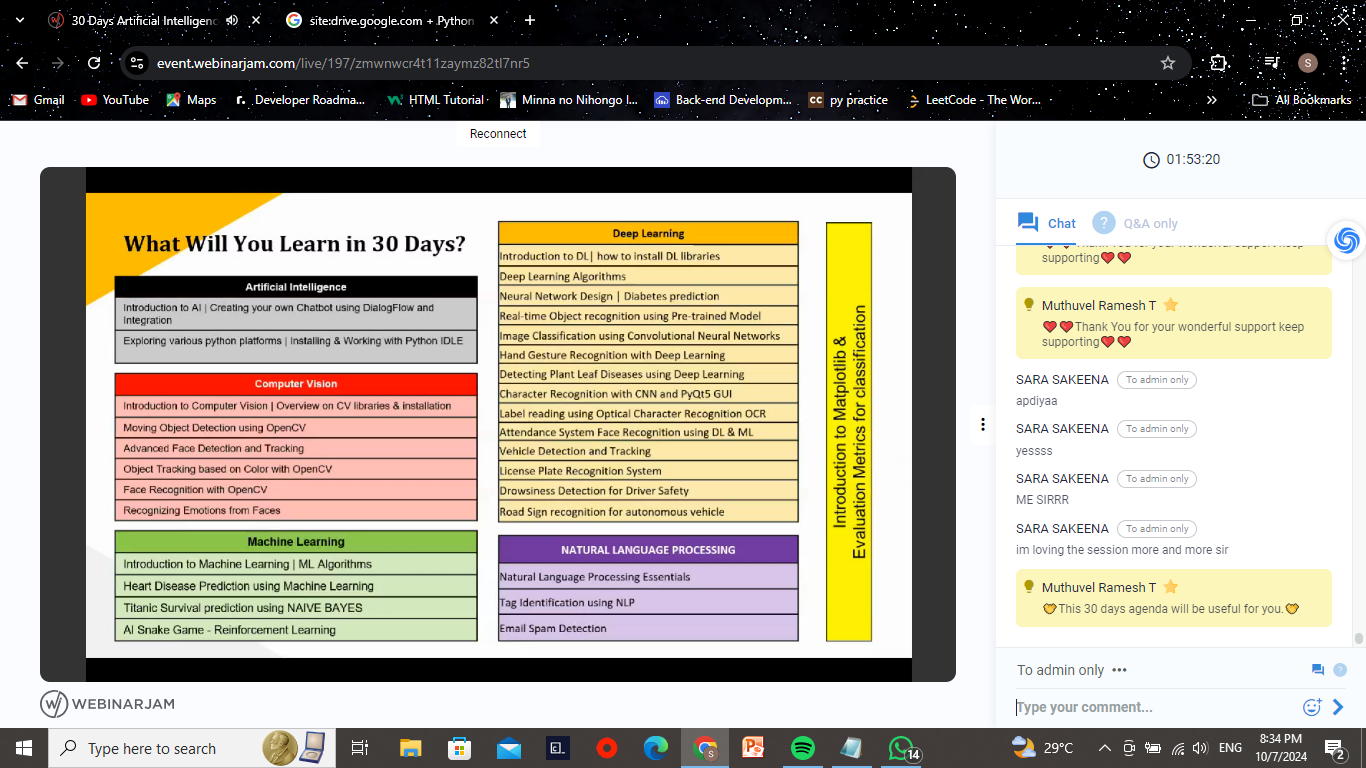 30 Days Artificial Intelligenc
site:drive.google.com + Python
event.webinarjam.com/live/197/zmwnwcr4t11zaymz82tl7nr5
Gmail
YouTube
Maps
Developer Roadma...
HTML Tutorial
Minna no Nihongo I...
Back-end Developm...
py practice
LeetCode - The Wor...
»
All Bookmarks
Reconnect
What Will You Learn in 30 Days?
Artificial Intelligence
Introduction to AI | Creating your own Chatbot using DialogFlow and
Integration
Exploring various python platforms | Installing & Working with Python IDLE
Computer Vision
Introduction to Computer Vision | Overview on CV libraries & installation
Moving Object Detection using OpenCV
Advanced Face Detection and Tracking
Object Tracking based on Color with OpenCV
Face Recognition with OpenCV
Recognizing Emotions from Faces
Machine Learning
Introduction to Machine Learning | ML Algorithms
Heart Disease Prediction using Machine Learning
Titanic Survival prediction using NAIVE BAYES
AI Snake Game - Reinforcement Learning
Deep Learning
Introduction to DL| how to install DL libraries
Deep Learning Algorithms
Neural Network Design | Diabetes prediction
Real-time Object recognition using Pre-trained Model
Image Classification using Convolutional Neural Networks
Hand Gesture Recognition with Deep Learning
Detecting Plant Leaf Diseases using Deep Learning
Character Recognition with CNN and PyQt5 GUI
Label reading using Optical Character Recognition OCR
Attendance System Face Recognition using DL & ML
Vehicle Detection and Tracking
License Plate Recognition System
Drowsiness Detection for Driver Safety
Road Sign recognition for autonomous vehicle
NATURAL LANGUAGE PROCESSING
Natural Language Processing Essentials
Tag Identification using NLP
Email Spam Detection
Introduction to Matplotlib &
Evaluation Metrics for classification
WEBINARJAM
01:53:20
Chat
Q&A only
supporting❤️❤️
Muthuvel Ramesh T ⭐
❤️❤️Thank You for your wonderful support keep
supporting❤️❤️
SARA SAKEENA To admin only
apdiyaa
SARA SAKEENA To admin only
yessss
SARA SAKEENA To admin only
ME SIRRR
SARA SAKEENA To admin only
im loving the session more and more sir
Muthuvel Ramesh T ⭐
This 30 days agenda will be useful for you.
To admin only •••
Type your comment...
Type here to search
14
29°C
ENG
8:34 PM
10/7/2024
2